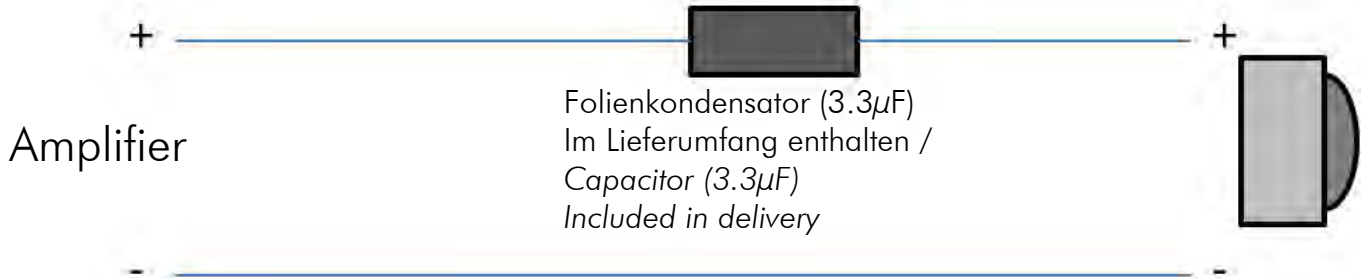 + +
Amplifier
Folienkondensator (3.3µF)
Im Lieferumfang enthalten /
Capacitor (3.3µF)
Included in delivery
- -